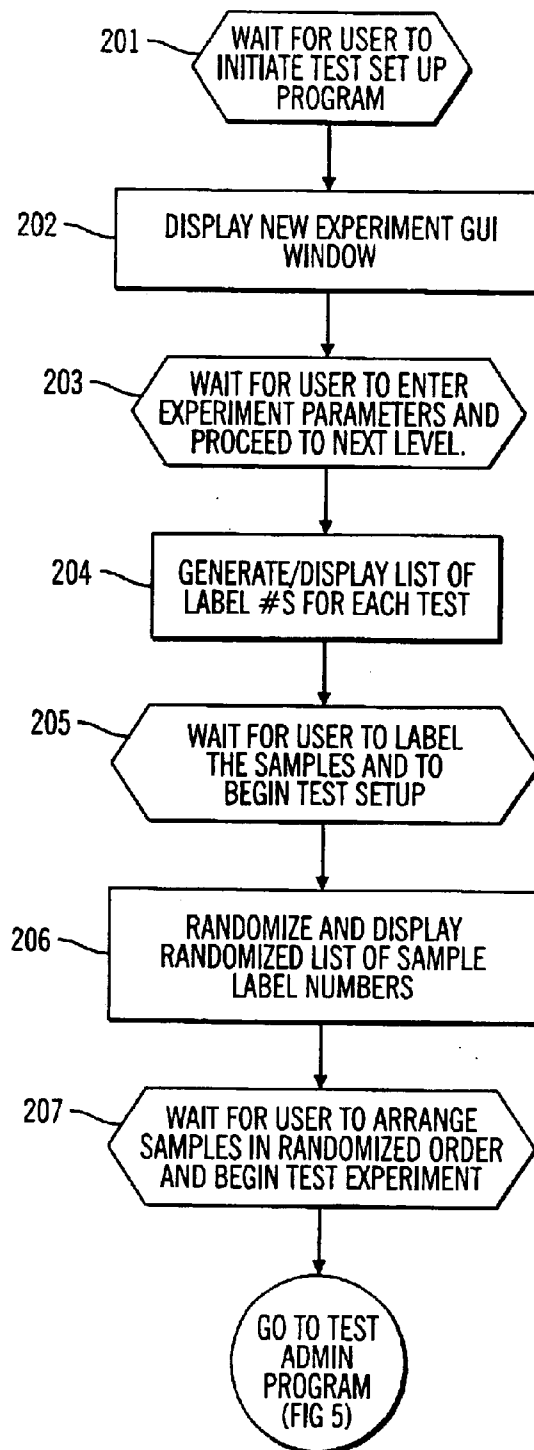 201
WAIT FOR USER TO
INITIATE TEST SET UP
PROGRAM
202
DISPLAY NEW EXPERIMENT GUI
WINDOW
203
WAIT FOR USER TO ENTER
EXPERIMENT PARAMETERS AND
PROCEED TO NEXT LEVEL.
204
GENERATE/DISPLAY LIST OF
LABEL #S FOR EACH TEST
205
WAIT FOR USER TO LABEL
THE SAMPLES AND TO
BEGIN TEST SETUP
206
RANDOMIZE AND DISPLAY
RANDOMIZED LIST OF SAMPLE
LABEL NUMBERS
207
WAIT FOR USER TO ARRANGE
SAMPLES IN RANDOMIZED ORDER
AND BEGIN TEST EXPERIMENT
GO TO TEST
ADMIN
PROGRAM
(FIG 5)